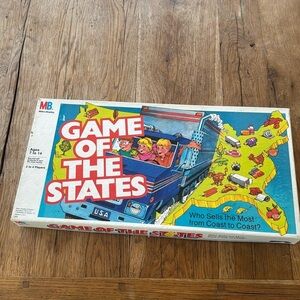 MB
GAME
OF
THE
STATES
Ages
7 to 14
2 to 4 Players
USA
Who Sells the Most
from Coast to Coast?
GAME OF THE STATES